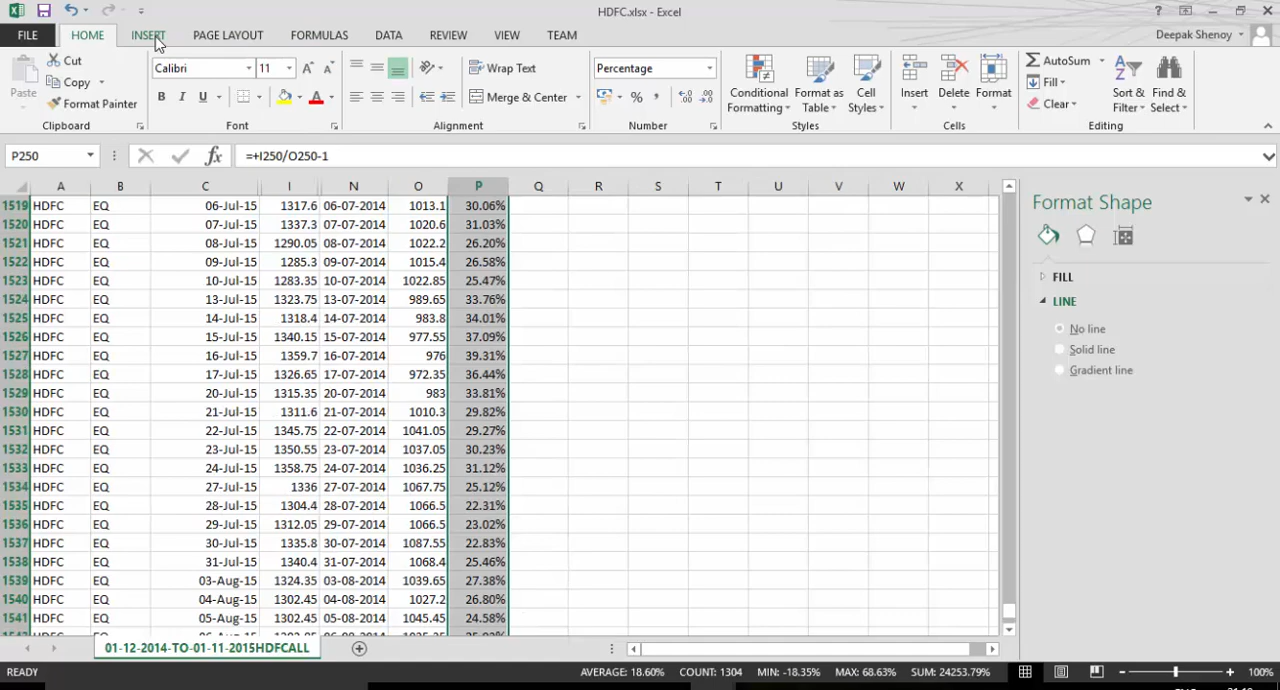 HDFC.xlsx - Excel
FILE HOME INSERT PAGE LAYOUT FORMULAS DATA REVIEW VIEW TEAM Deepak Shenoy
Cut
Copy
Format Painter
Paste
Clipboard
Calibri 11
B I U
Font
Wrap Text
Merge & Center
Alignment
Percentage
%
Number
Conditional Formatting
Format as Table
Cell Styles
Styles
Insert Delete Format
Cells
AutoSum
Fill
Clear
Sort & Filter
Find & Select
Editing
P250 fx =+I250/O250-1
A B C I N O P Q R S T U V W X
1519 HDFC EQ 06-Jul-15 1317.6 06-07-2014 1013.1 30.06%
1520 HDFC EQ 07-Jul-15 1337.3 07-07-2014 1020.6 31.03%
1521 HDFC EQ 08-Jul-15 1290.05 08-07-2014 1022.2 26.20%
1522 HDFC EQ 09-Jul-15 1285.3 09-07-2014 1015.4 26.58%
1523 HDFC EQ 10-Jul-15 1283.35 10-07-2014 1022.85 25.47%
1524 HDFC EQ 13-Jul-15 1323.75 13-07-2014 989.65 33.76%
1525 HDFC EQ 14-Jul-15 1318.4 14-07-2014 983.8 34.01%
1526 HDFC EQ 15-Jul-15 1340.15 15-07-2014 977.55 37.09%
1527 HDFC EQ 16-Jul-15 1359.7 16-07-2014 976 39.31%
1528 HDFC EQ 17-Jul-15 1326.65 17-07-2014 972.35 36.44%
1529 HDFC EQ 20-Jul-15 1315.35 20-07-2014 983 33.81%
1530 HDFC EQ 21-Jul-15 1311.6 21-07-2014 1010.3 29.82%
1531 HDFC EQ 22-Jul-15 1345.75 22-07-2014 1041.05 29.27%
1532 HDFC EQ 23-Jul-15 1350.55 23-07-2014 1037.05 30.23%
1533 HDFC EQ 24-Jul-15 1358.75 24-07-2014 1036.25 31.12%
1534 HDFC EQ 27-Jul-15 1336 27-07-2014 1067.75 25.12%
1535 HDFC EQ 28-Jul-15 1304.4 28-07-2014 1066.5 22.31%
1536 HDFC EQ 29-Jul-15 1312.05 29-07-2014 1066.5 23.02%
1537 HDFC EQ 30-Jul-15 1335.8 30-07-2014 1087.55 22.83%
1538 HDFC EQ 31-Jul-15 1340.4 31-07-2014 1068.4 25.46%
1539 HDFC EQ 03-Aug-15 1324.35 03-08-2014 1039.65 27.38%
1540 HDFC EQ 04-Aug-15 1302.45 04-08-2014 1027.2 26.80%
1541 HDFC EQ 05-Aug-15 1302.45 05-08-2014 1045.45 24.58%
Format Shape
FILL
LINE
No line
Solid line
Gradient line
01-12-2014-TO-01-11-2015HDFCALL
READY AVERAGE: 18.60% COUNT: 1304 MIN: -18.35% MAX: 68.63% SUM: 24253.79% 100%